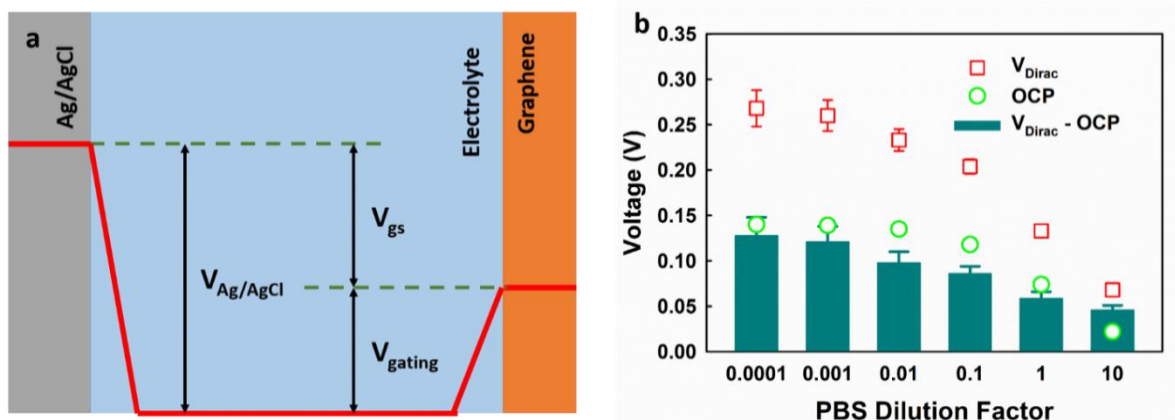 a
Ag/AgCl
Electrolyte
Graphene
V_gs
V_Ag/AgCl
V_gating
b
V_Dirac
OCP
V_Dirac - OCP
Voltage (V)
0.35
0.30
0.25
0.20
0.15
0.10
0.05
0.00
0.0001 0.001 0.01 0.1 1 10
PBS Dilution Factor